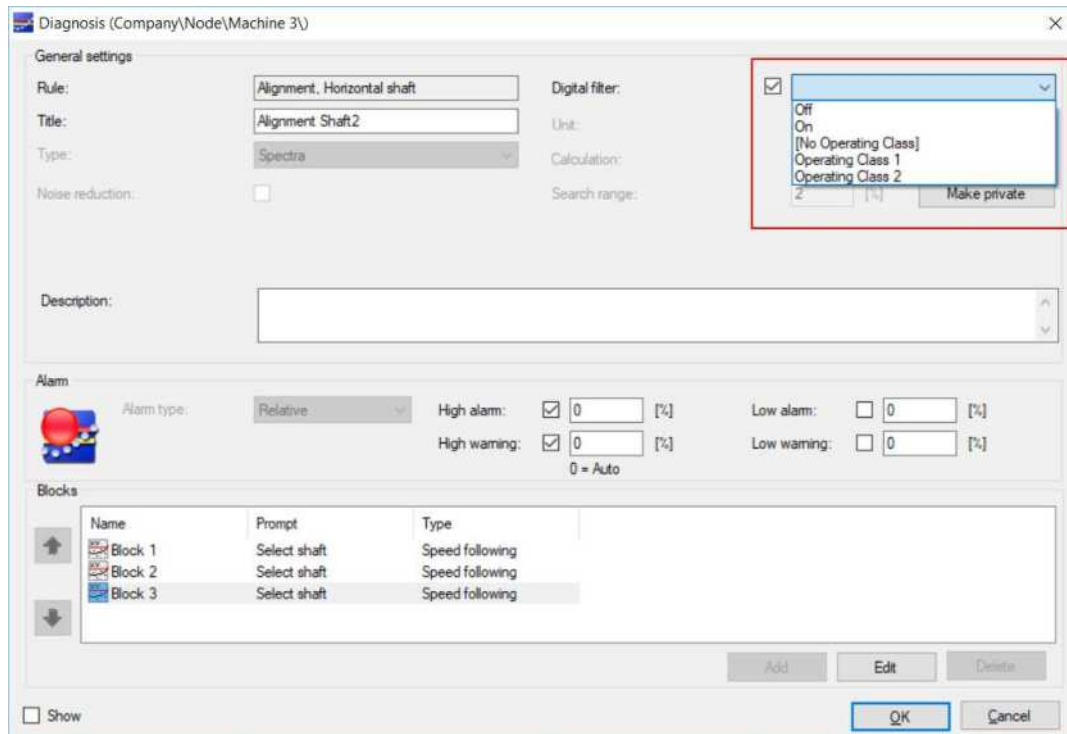 Diagnosis (Company\Node\Machine 3\)
General settings
Rule: Alignment, Horizontal shaft Digital filter:
Off
On
[No Operating Class]
Operating Class 1
Operating Class 2
Title: Alignment Shaft2 Unit:
Type: Spectra Calculation:
Noise reduction: Search range: 2 [%] Make private
Description:
Alarm
Alarm type: Relative High alarm: 0 [%] Low alarm: 0 [%]
High warning: 0 [%] Low warning: 0 [%]
0 = Auto
Blocks
Name Prompt Type
Block 1 Select shaft Speed following
Block 2 Select shaft Speed following
Block 3 Select shaft Speed following
Add Edit Delete
Show OK Cancel